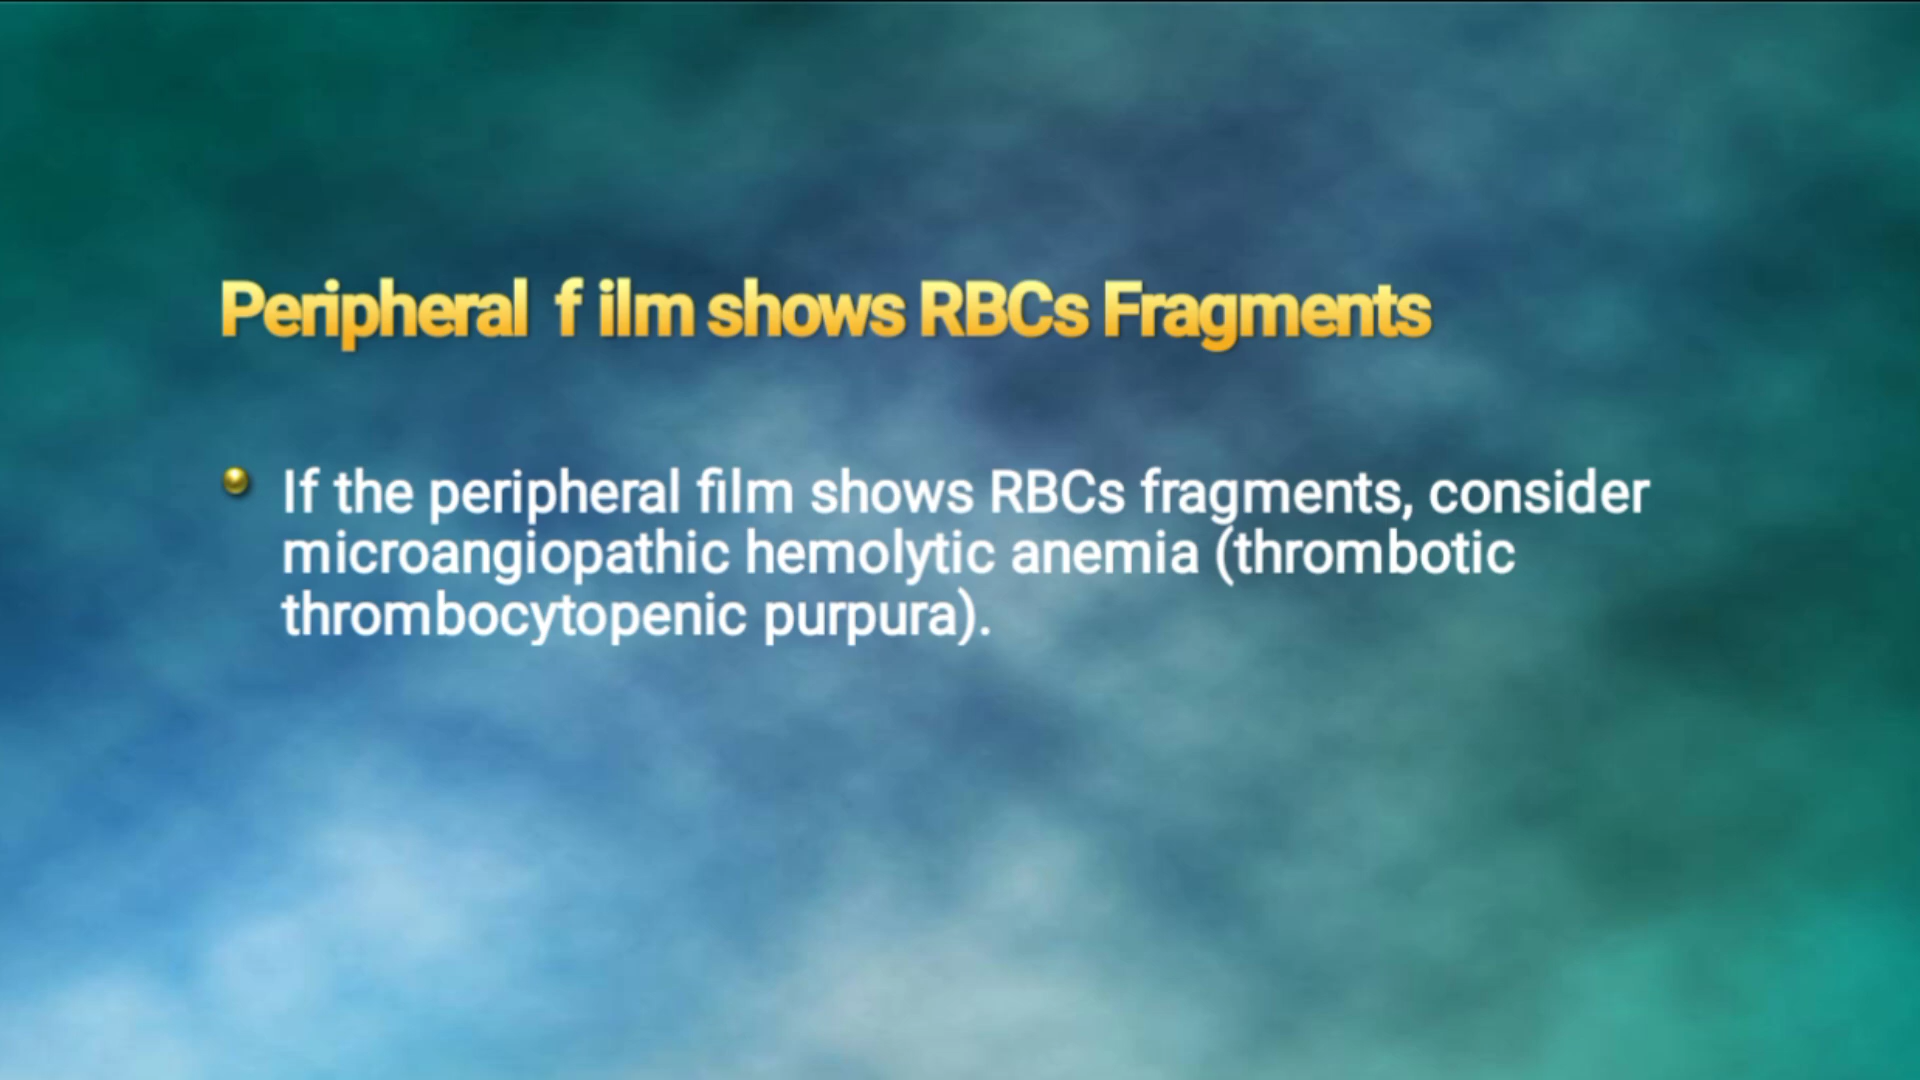 Peripheral f ilm shows RBCs Fragments
If the peripheral film shows RBCs fragments, consider
microangiopathic hemolytic anemia (thrombotic
thrombocytopenic purpura).